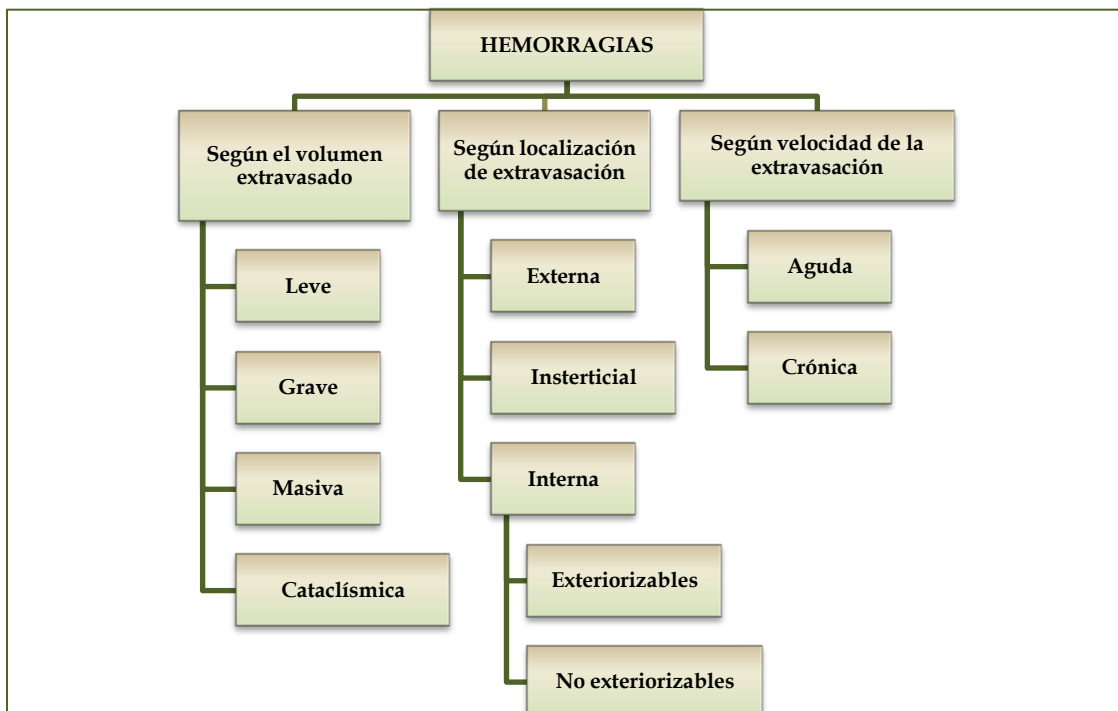 HEMORRAGIAS
Según el volumen
extravasado
Leve
Grave
Masiva
Cataclísmica
Según localización
de extravasación
Externa
Insterticial
Interna
Exteriorizables
No exteriorizables
Según velocidad de la
extravasación
Aguda
Crónica